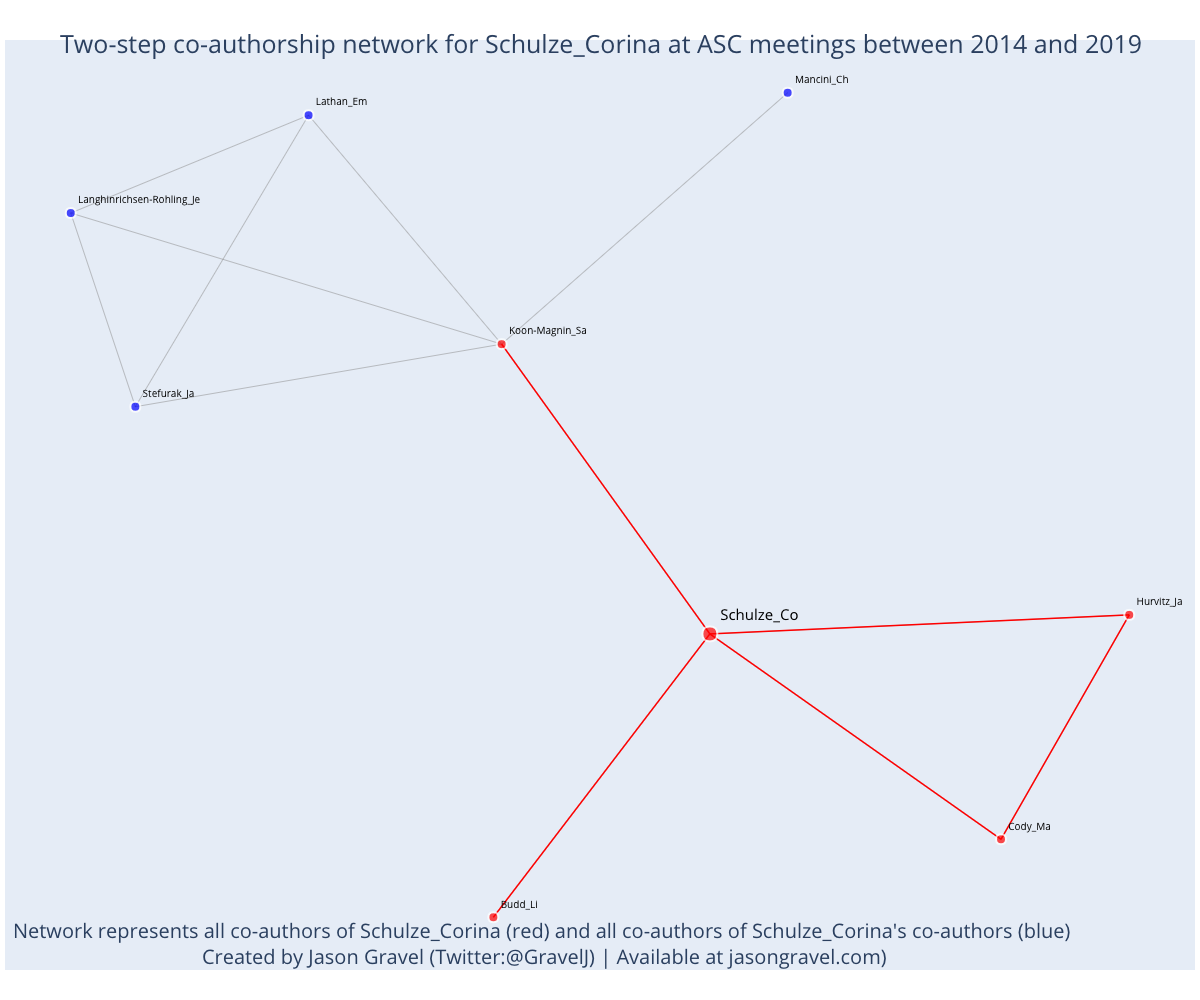 Two-step co-authorship network for Schulze_Corina at ASC meetings between 2014 and 2019
Mancini_Ch
Lathan_Em
Langhinrichsen-Rohling_Je
Koon-Magnin_Sa
Stefurak_Ja
Hurvitz_Ja
Schulze_Co
Cody_Ma
Budd_Li
Network represents all co-authors of Schulze_Corina (red) and all co-authors of Schulze_Corina's co-authors (blue)
Created by Jason Gravel (Twitter:@GravelJ) | Available at jasongravel.com)